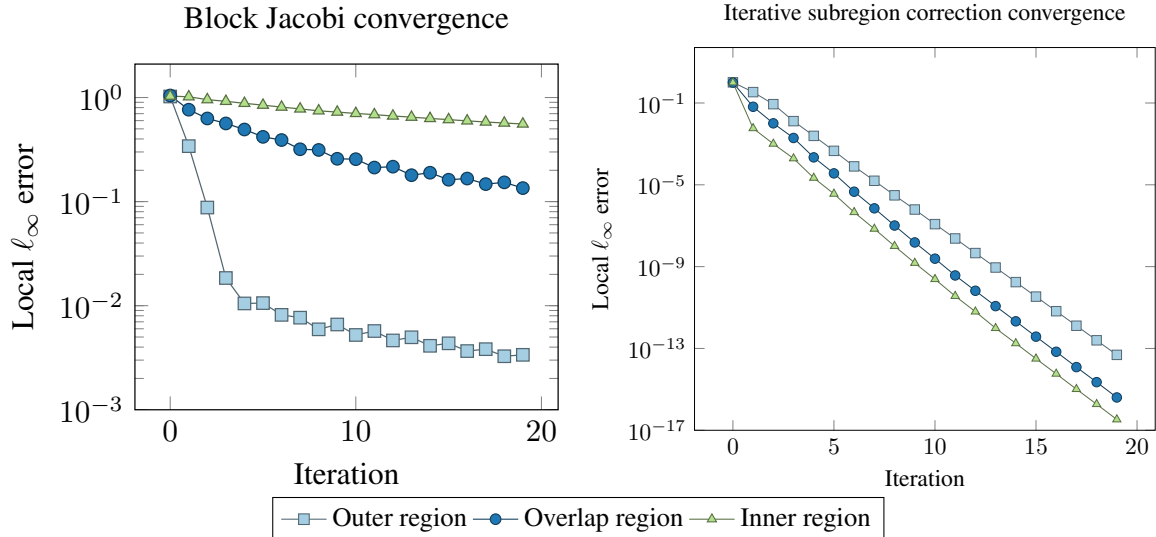 Block Jacobi convergence
Local ℓ∞ error
10^0
10^−1
10^−2
10^−3
0 10 20
Iteration
Iterative subregion correction convergence
Local ℓ∞ error
10^−1
10^−5
10^−9
10^−13
10^−17
0 5 10 15 20
Iteration
Outer region Overlap region Inner region